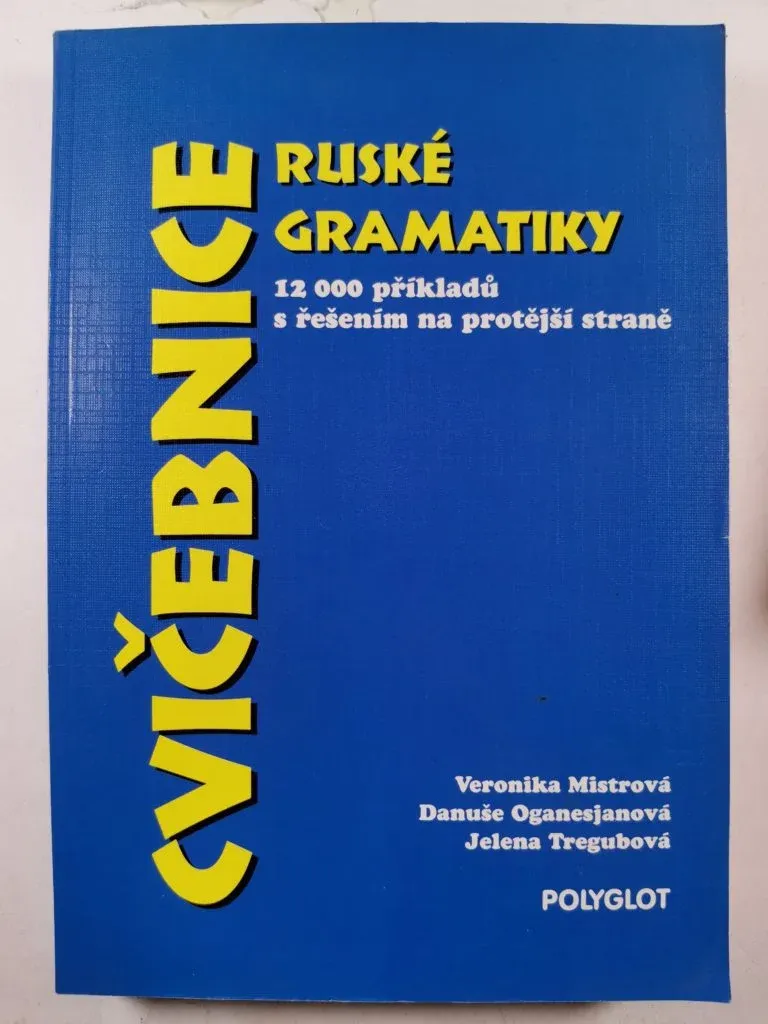 CVIČEBNICE
RUSKÉ
GRAMATIKY
12 000 příkladů
s řešením na protější straně
Veronika Mistrová
Danuše Oganesjanová
Jelena Tregubová
POLYGLOT